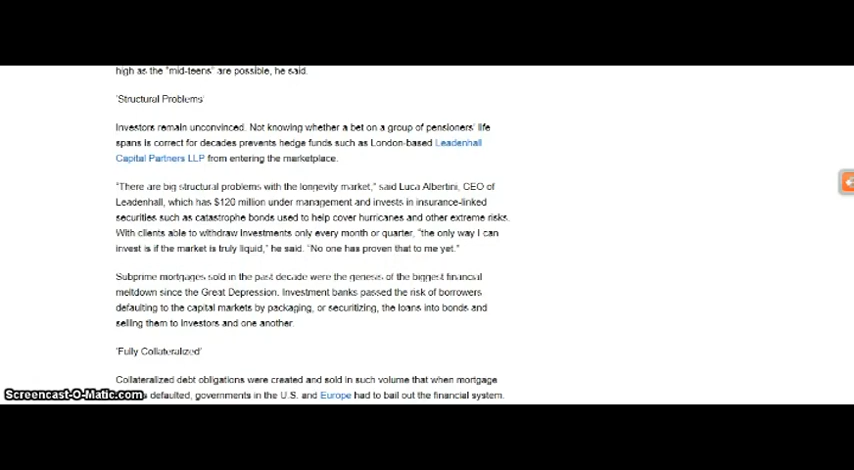 high as the "mid-teens" are possible, he said.
'Structural Problems'
Investors remain unconvinced. Not knowing whether a bet on a group of pensioners' life
spans is correct for decades prevents hedge funds such as London-based Leadenhall
Capital Partners LLP from entering the marketplace.
"There are big structural problems with the longevity market," said Luca Albertini, CEO of
Leadenhall, which has $120 million under management and invests in insurance-linked
securities such as catastrophe bonds used to help cover hurricanes and other extreme risks.
With clients able to withdraw investments only every month or quarter, "the only way I can
invest is if the market is truly liquid," he said. "No one has proven that to me yet."
Subprime mortgages sold in the past decade were the genesis of the biggest financial
meltdown since the Great Depression. Investment banks passed the risk of borrowers
defaulting to the capital markets by packaging, or securitizing, the loans into bonds and
selling them to investors and one another.
'Fully Collateralized'
Collateralized debt obligations were created and sold in such volume that when mortgage
Screencast-O-Matic.com s defaulted, governments in the U.S. and Europe had to bail out the financial system.